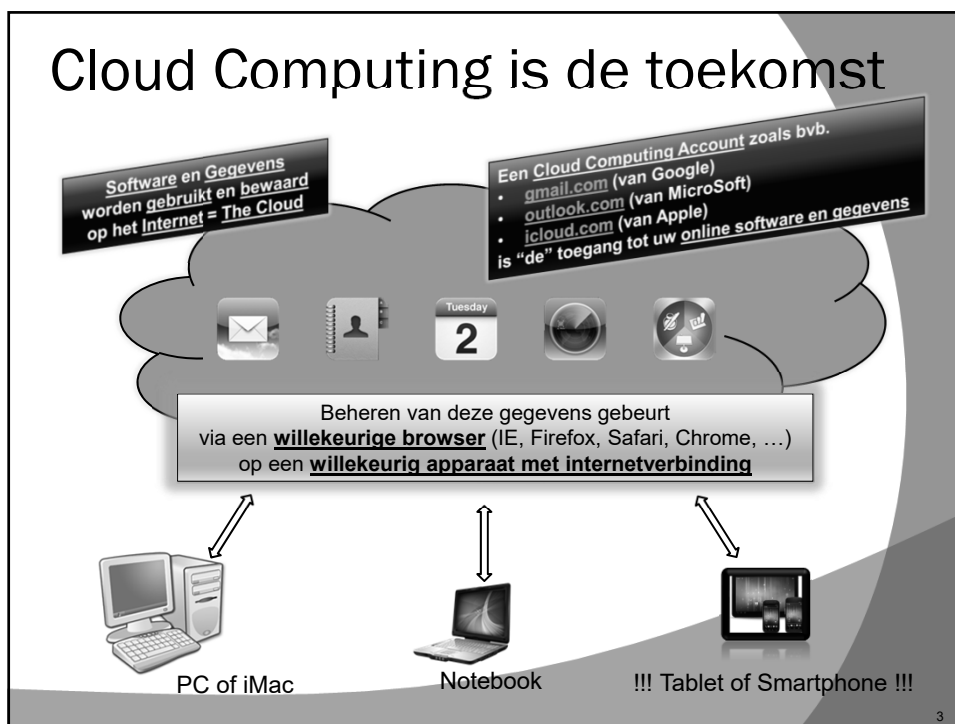 Cloud Computing is de toekomst
Software en Gegevens
worden gebruikt en bewaard
op het Internet = The Cloud
Een Cloud Computing Account zoals bvb.
• gmail.com (van Google)
• outlook.com (van MicroSoft)
• icloud.com (van Apple)
is “de” toegang tot uw online software en gegevens
Tuesday
2
Beheren van deze gegevens gebeurt
via een willekeurige browser (IE, Firefox, Safari, Chrome, …)
op een willekeurig apparaat met internetverbinding
PC of iMac
Notebook
!!! Tablet of Smartphone !!!
3